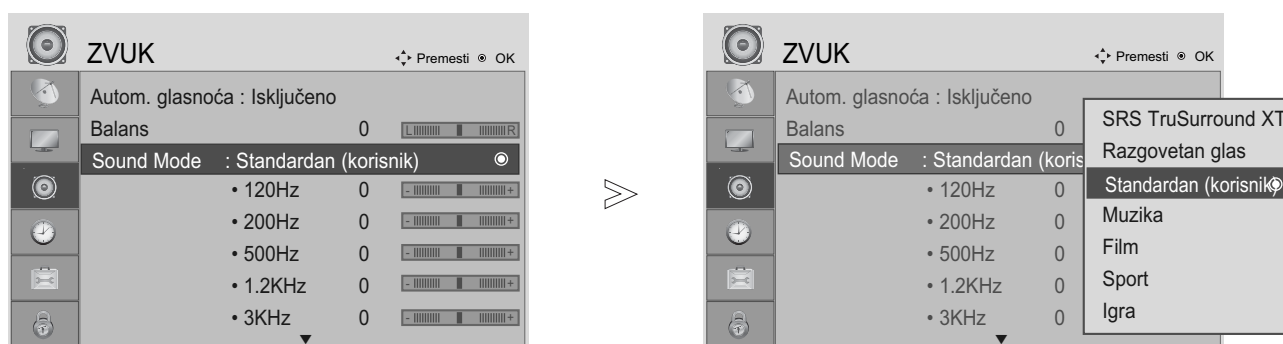 ZVUK
Premesti OK
Autom. glasnoća : Isključeno
Balans 0 L R
Sound Mode : Standardan (korisnik)
• 120Hz 0 - +
• 200Hz 0 - +
• 500Hz 0 - +
• 1.2KHz 0 - +
• 3KHz 0 - +
ZVUK
Premesti OK
Autom. glasnoća : Isključeno
Balans 0
Sound Mode : Standardan (koris
• 120Hz 0
• 200Hz 0
• 500Hz 0
• 1.2KHz 0
• 3KHz 0
SRS TruSurround XT
Razgovetan glas
Standardan (korisnik)
Muzika
Film
Sport
Igra